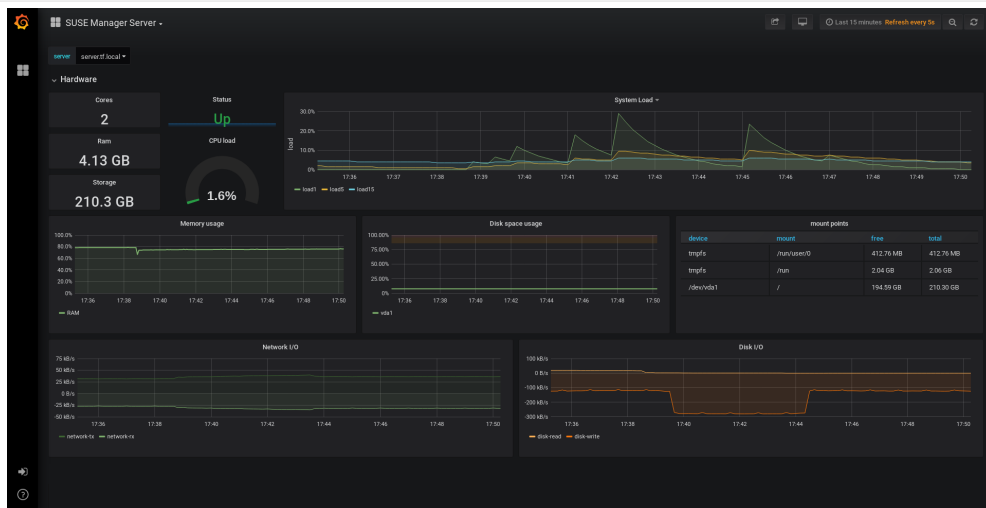 SUSE Manager Server
Last 15 minutes Refresh every 5s
server server.tf.local
Hardware
Cores
2
Ram
4.13 GB
Storage
210.3 GB
Status
Up
CPU load
1.6%
System Load
load
30.0%
20.0%
10.0%
0%
17:36 17:37 17:38 17:39 17:40 17:41 17:42 17:43 17:44 17:45 17:46 17:47 17:48 17:49 17:50
load1 load5 load15
Memory usage
100.0%
80.0%
60.0%
40.0%
20.0%
0%
17:36 17:38 17:40 17:42 17:44 17:46 17:48 17:50
RAM
Disk space usage
100.00%
75.00%
50.00%
25.00%
0%
17:36 17:38 17:40 17:42 17:44 17:46 17:48 17:50
vda1
mount points
device mount free total
tmpfs /run/user/0 412.76 MB 412.76 MB
tmpfs /run 2.04 GB 2.06 GB
/dev/vda1 / 194.59 GB 210.30 GB
Network I/O
75 kB/s
50 kB/s
25 kB/s
0 B/s
-25 kB/s
-50 kB/s
17:36 17:38 17:40 17:42 17:44 17:46 17:48 17:50
network-tx network-rx
Disk I/O
100 kB/s
0 B/s
-100 kB/s
-200 kB/s
-300 kB/s
17:36 17:38 17:40 17:42 17:44 17:46 17:48 17:50
disk-read disk-write